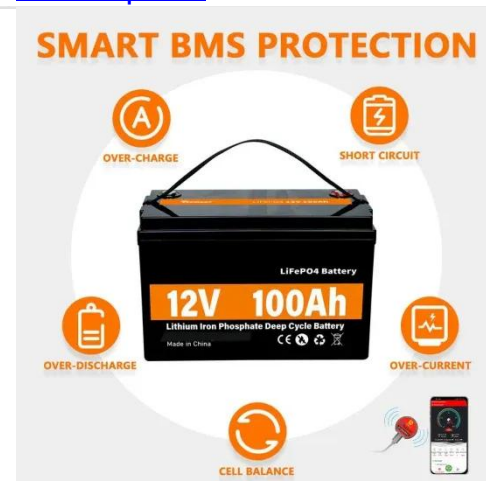 SMART BMS PROTECTION
OVER-CHARGE
SHORT CIRCUIT
LiFePO4 Battery
12V 100Ah
Lithium Iron Phosphate Deep Cycle Battery
Made in China
CE
OVER-DISCHARGE
OVER-CURRENT
CELL BALANCE